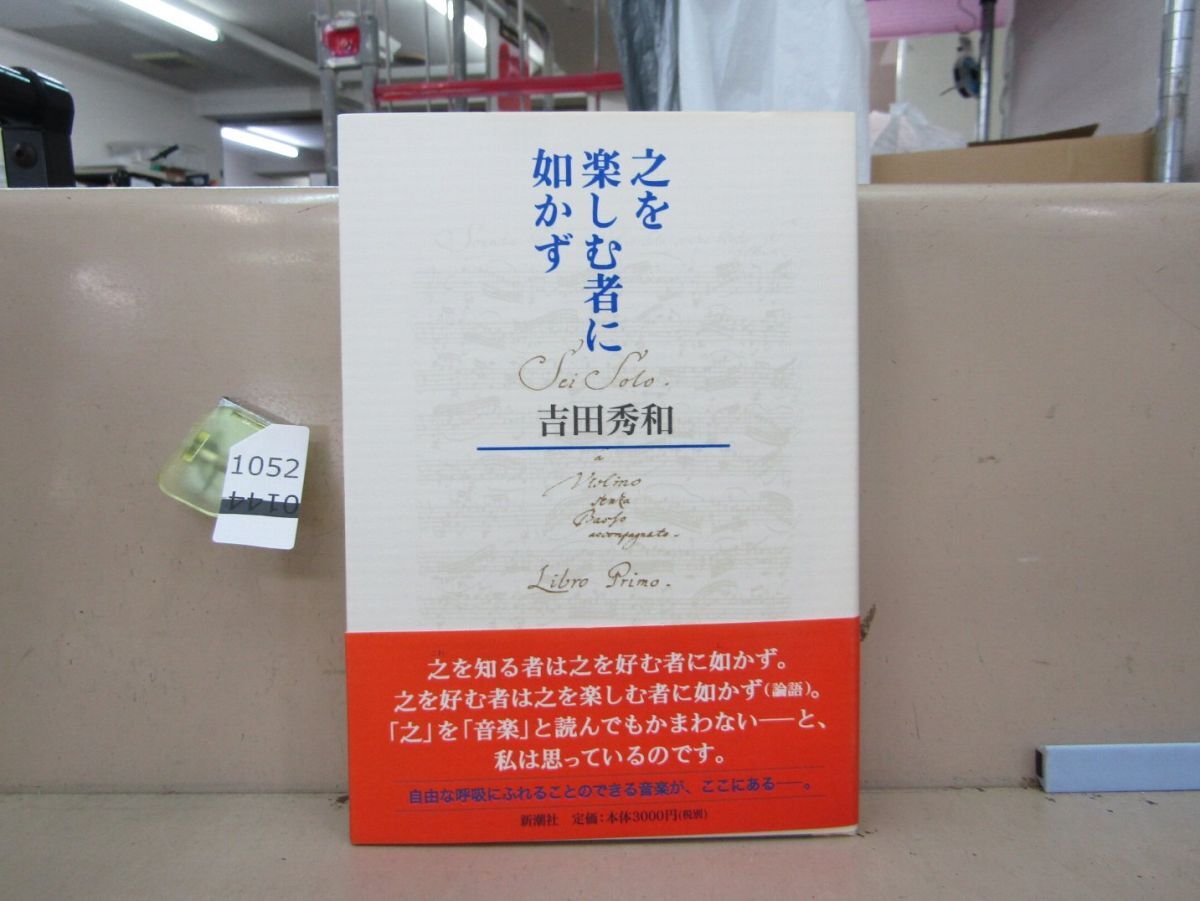 之を
楽しむ者に
如かず
Sei Solo.
吉田秀和
a
Violino
senza
Basso
accompagnato.
Libro Primo.
之を知る者は之を好む者に如かず。
之を好む者は之を楽しむ者に如かず(論語)。
「之」を「音楽」と読んでもかまわない──と、
私は思っているのです。
自由な呼吸にふれることのできる音楽が、ここにある──。
新潮社 定価:本体3000円(税別)
1052
0144